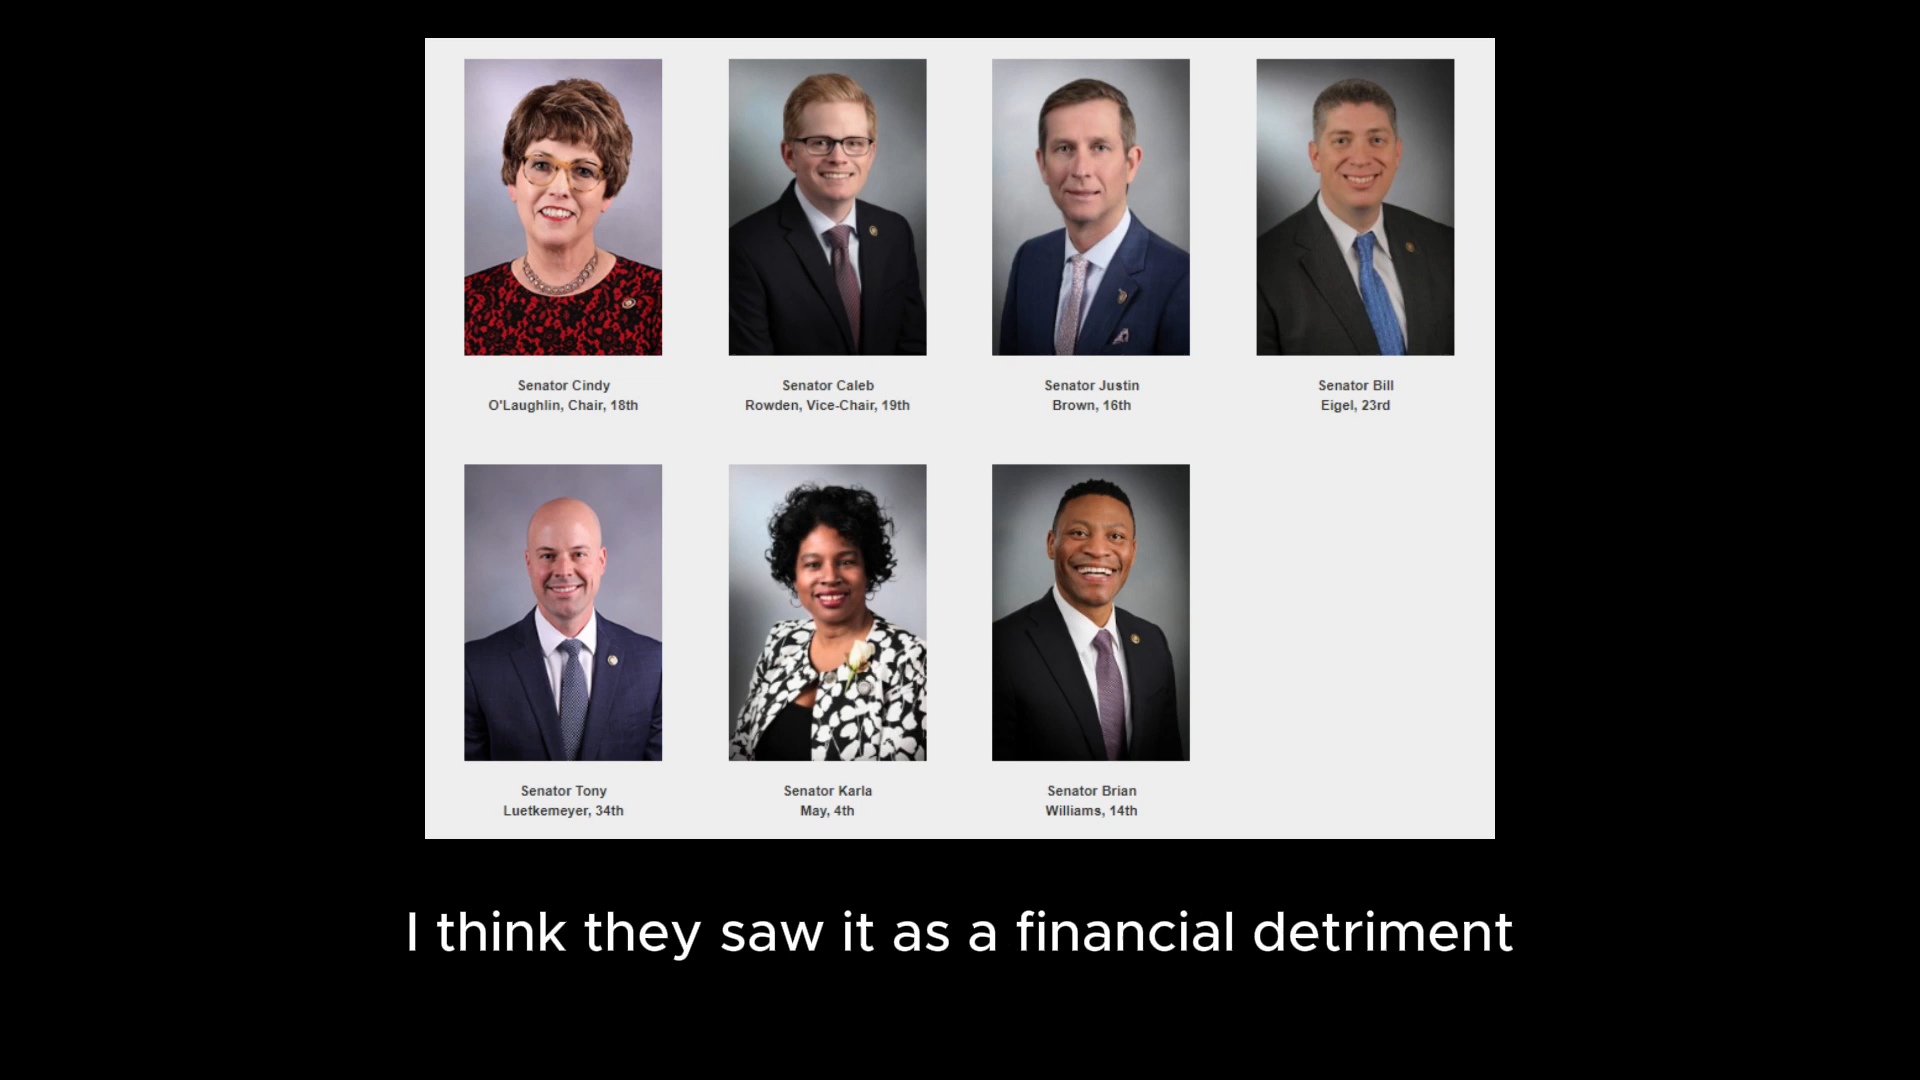 Senator Cindy
O'Laughlin, Chair, 18th
Senator Caleb
Rowden, Vice-Chair, 19th
Senator Justin
Brown, 16th
Senator Bill
Eigel, 23rd
Senator Tony
Luetkemeyer, 34th
Senator Karla
May, 4th
Senator Brian
Williams, 14th
I think they saw it as a financial detriment